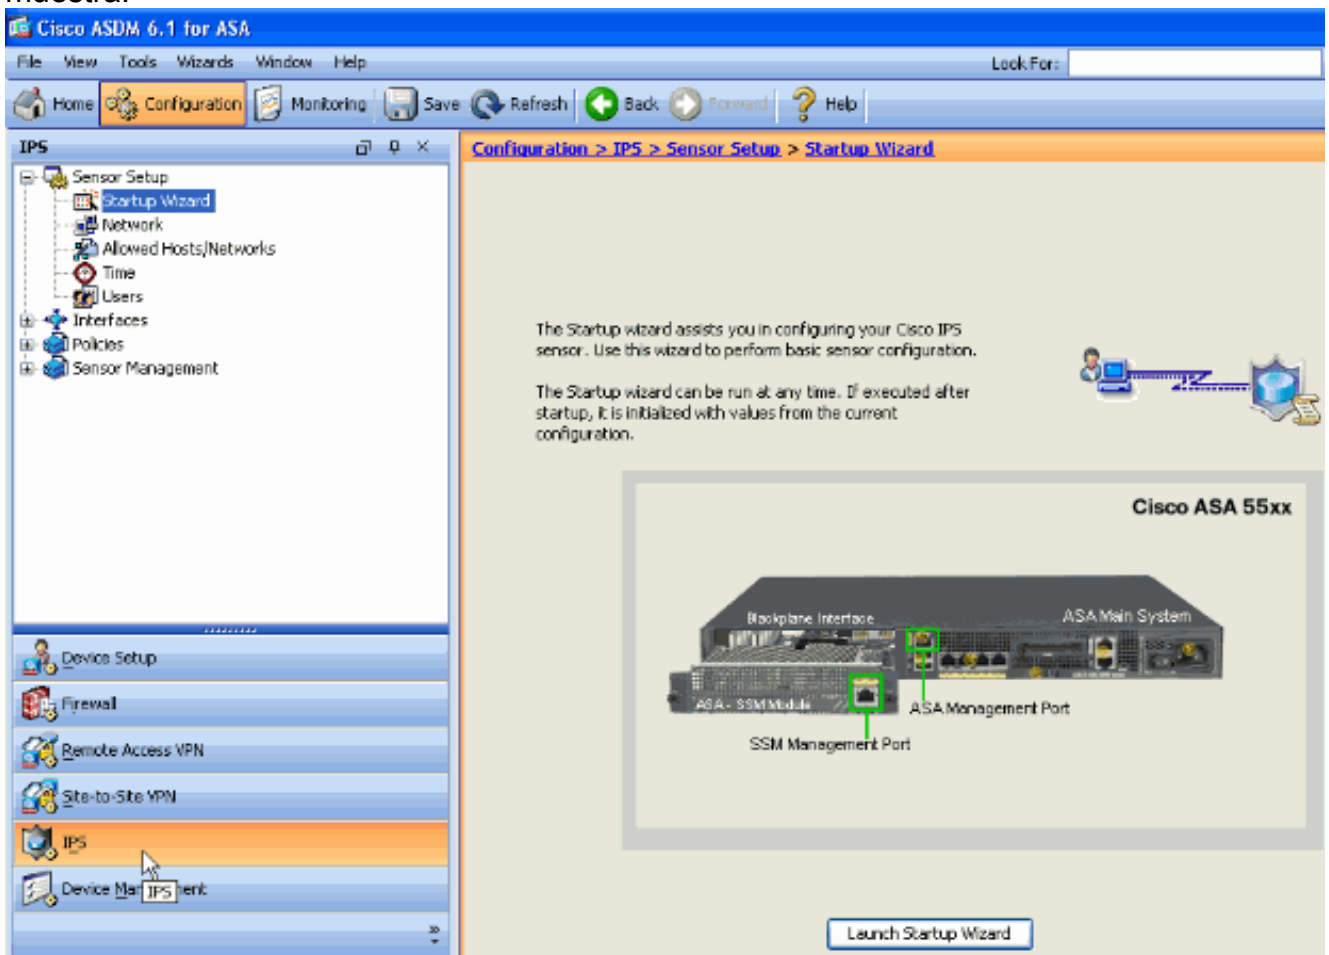 muestra:
Cisco ASDM 6.1 for ASA
File View Tools Wizards Window Help
Look For:
Home Configuration Monitoring Save Refresh Back Forward Help
IPS
Configuration > IPS > Sensor Setup > Startup Wizard
Sensor Setup
Startup Wizard
Network
Allowed Hosts/Networks
Time
Users
Interfaces
Policies
Sensor Management
The Startup wizard assists you in configuring your Cisco IPS
sensor. Use this wizard to perform basic sensor configuration.
The Startup wizard can be run at any time. If executed after
startup, it is initialized with values from the current
configuration.
Cisco ASA 55xx
Blackplane Interface
ASA Main System
ASA - SSM Module
ASA Management Port
SSM Management Port
Device Setup
Firewall
Remote Access VPN
Site-to-Site VPN
IPS
Device Man ment
IPS
Launch Startup Wizard